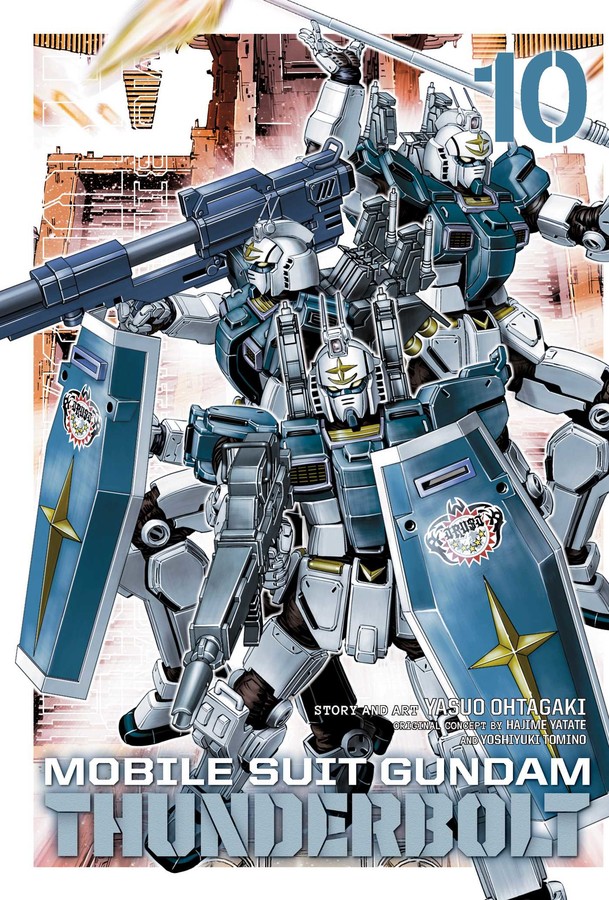 10
STORY AND ART YASUO OHTAGAKI
ORIGINAL CONCEPT BY HAJIME YATATE
AND YOSHIYUKI TOMINO
MOBILE SUIT GUNDAM
THUNDERBOLT